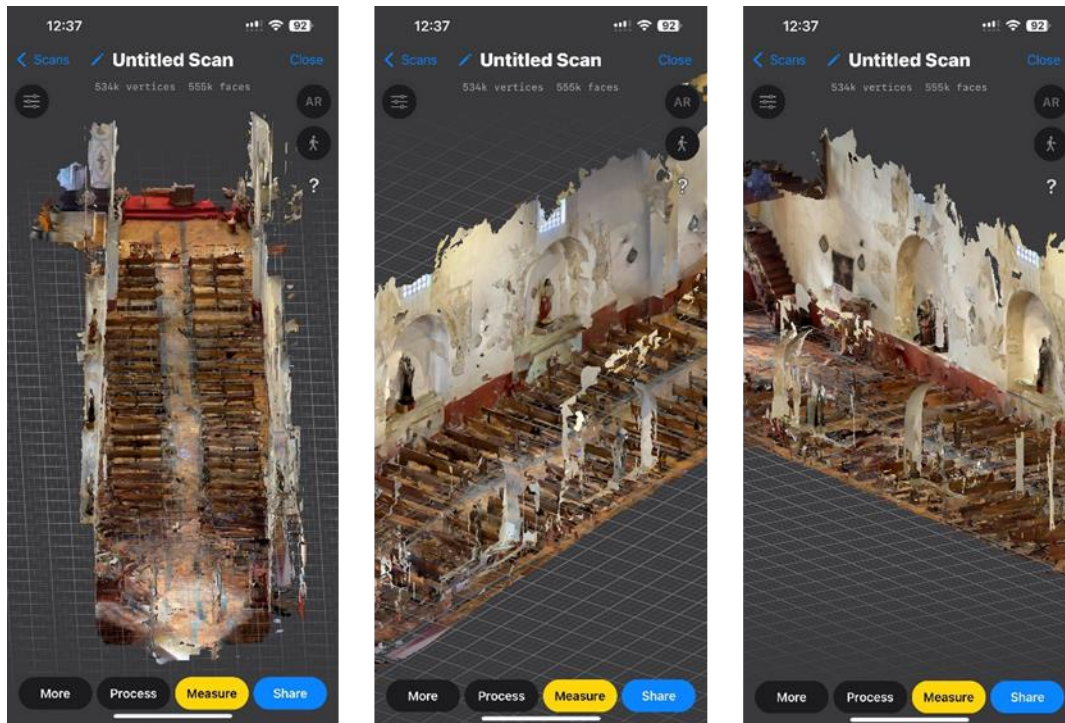 12:37 92
Scans Untitled Scan Close
534k vertices 555k faces
AR
?
More Process Measure Share
12:37 92
Scans Untitled Scan Close
534k vertices 555k faces
AR
?
More Process Measure Share
12:37 92
Scans Untitled Scan Close
534k vertices 555k faces
AR
?
More Process Measure Share